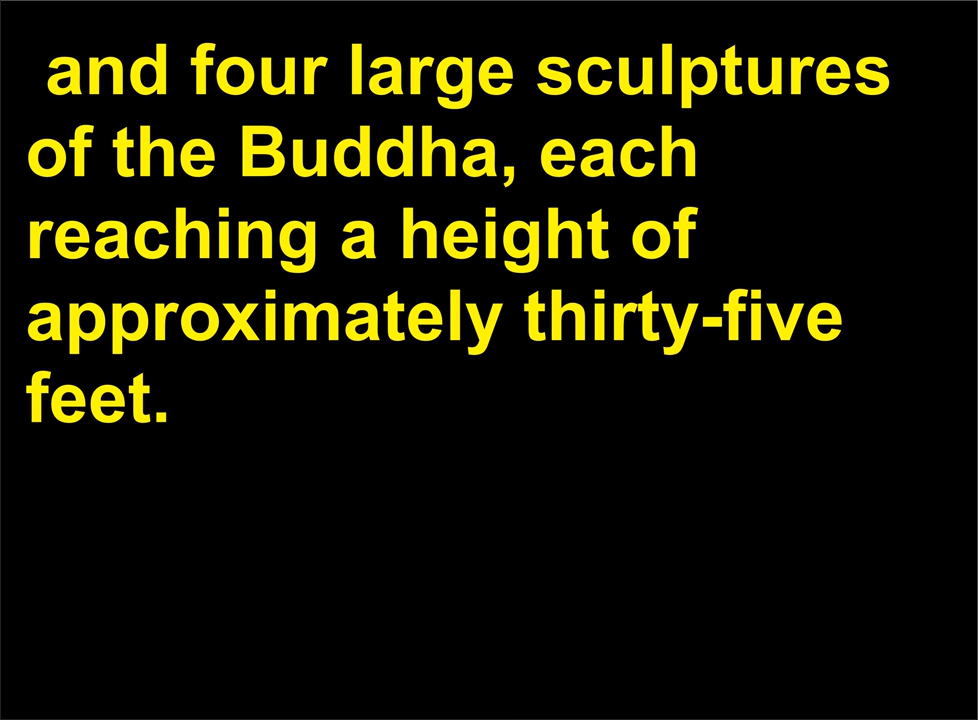 and four large sculptures
of the Buddha, each
reaching a height of
approximately thirty-five
feet.